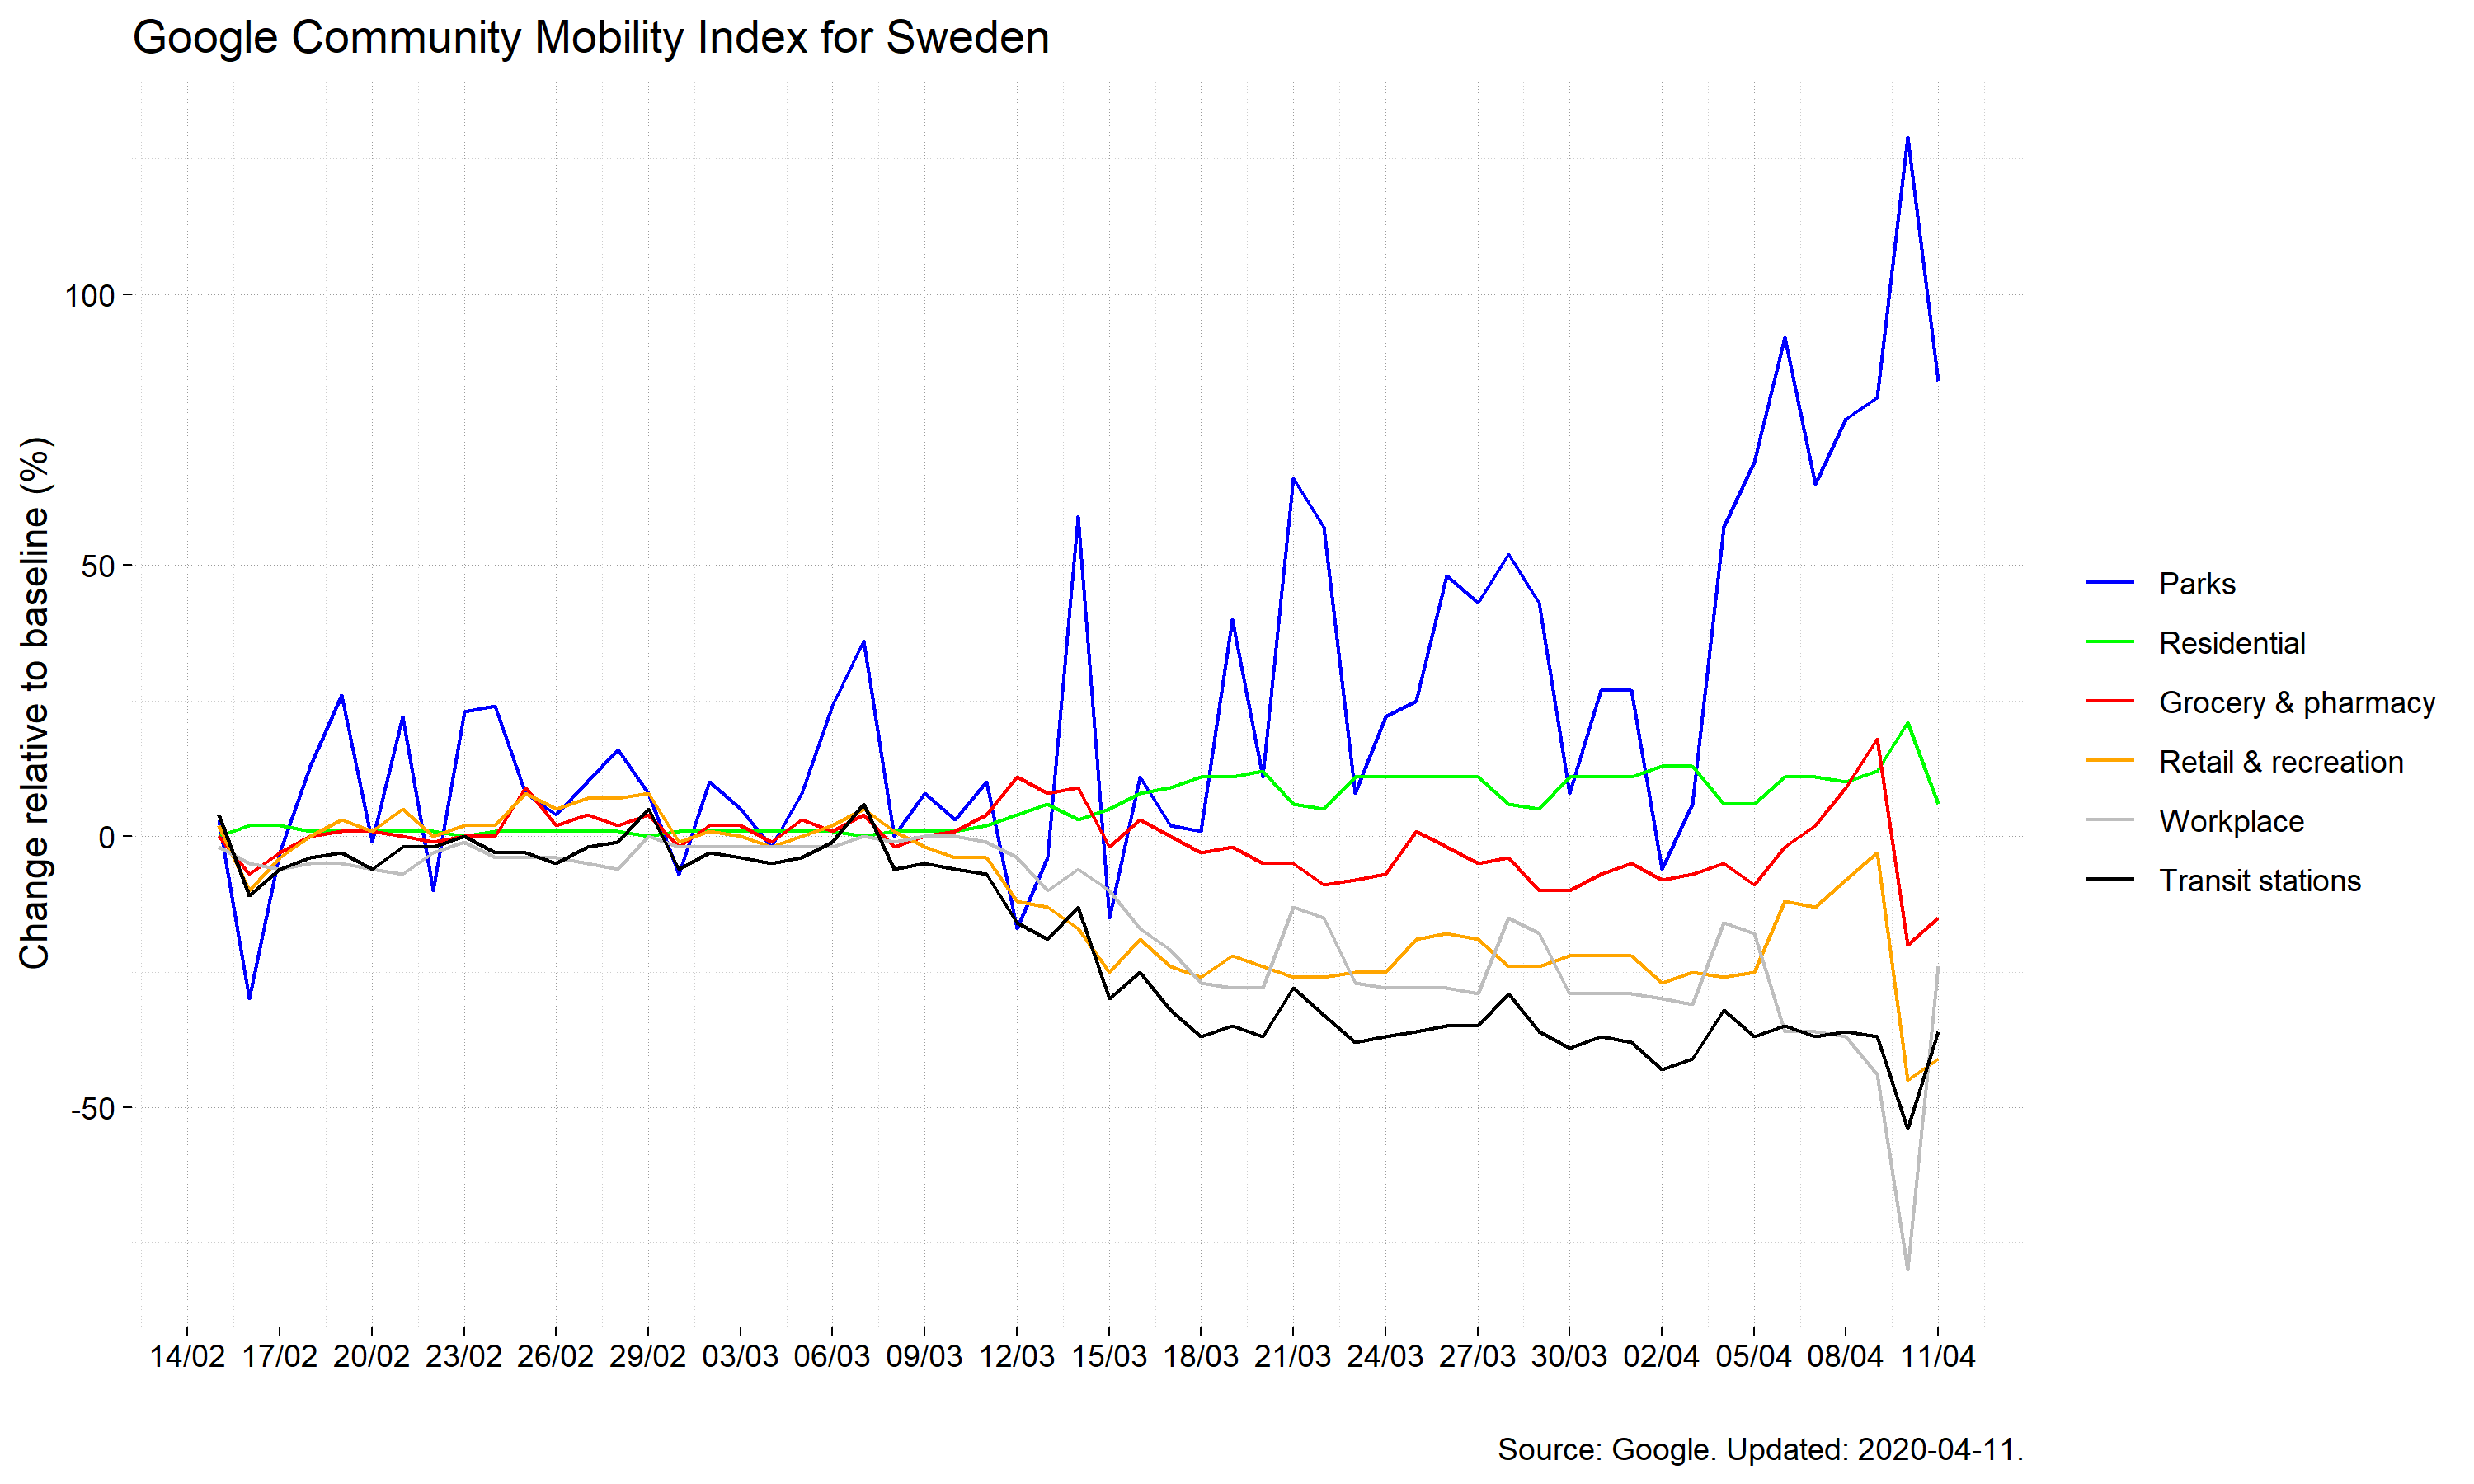 Google Community Mobility Index for Sweden
Change relative to baseline (%)
100
50
0
-50
14/02 17/02 20/02 23/02 26/02 29/02 03/03 06/03 09/03 12/03 15/03 18/03 21/03 24/03 27/03 30/03 02/04 05/04 08/04 11/04
Parks
Residential
Grocery & pharmacy
Retail & recreation
Workplace
Transit stations
Source: Google. Updated: 2020-04-11.